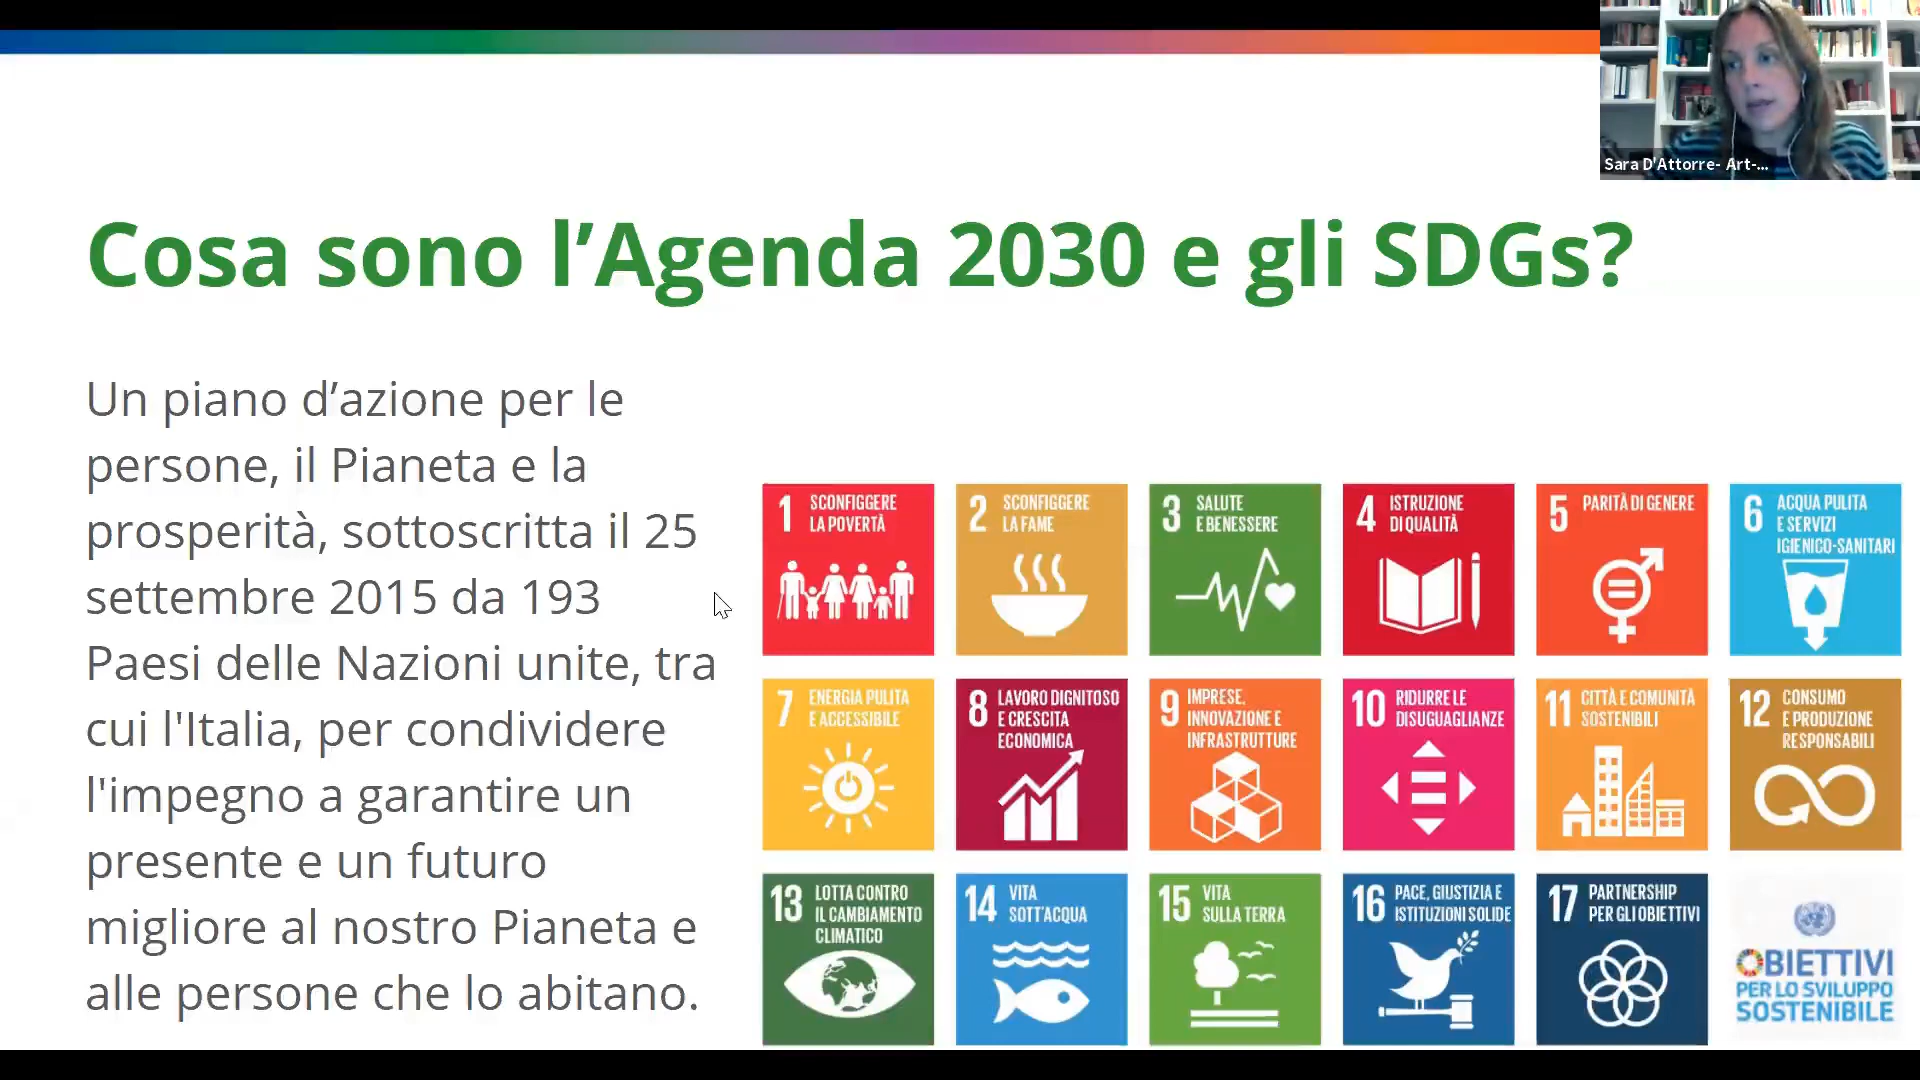 Sara D'Attorre- Art-...
Cosa sono l’Agenda 2030 e gli SDGs?
Un piano d’azione per le
persone, il Pianeta e la
prosperità, sottoscritta il 25
settembre 2015 da 193
Paesi delle Nazioni unite, tra
cui l'Italia, per condividere
l'impegno a garantire un
presente e un futuro
migliore al nostro Pianeta e
alle persone che lo abitano.
1 SCONFIGGERE
LA POVERTÀ
2 SCONFIGGERE
LA FAME
3 SALUTE
E BENESSERE
4 ISTRUZIONE
DI QUALITÀ
5 PARITÀ DI GENERE
6 ACQUA PULITA
E SERVIZI
IGIENICO-SANITARI
7 ENERGIA PULITA
E ACCESSIBILE
8 LAVORO DIGNITOSO
E CRESCITA
ECONOMICA
9 IMPRESE,
INNOVAZIONE E
INFRASTRUTTURE
10 RIDURRE LE
DISUGUAGLIANZE
11 CITTÀ E COMUNITÀ
SOSTENIBILI
12 CONSUMO
E PRODUZIONE
RESPONSABILI
13 LOTTA CONTRO
IL CAMBIAMENTO
CLIMATICO
14 VITA
SOTT'ACQUA
15 VITA
SULLA TERRA
16 PACE, GIUSTIZIA E
ISTITUZIONI SOLIDE
17 PARTNERSHIP
PER GLI OBIETTIVI
OBIETTIVI
PER LO SVILUPPO
SOSTENIBILE